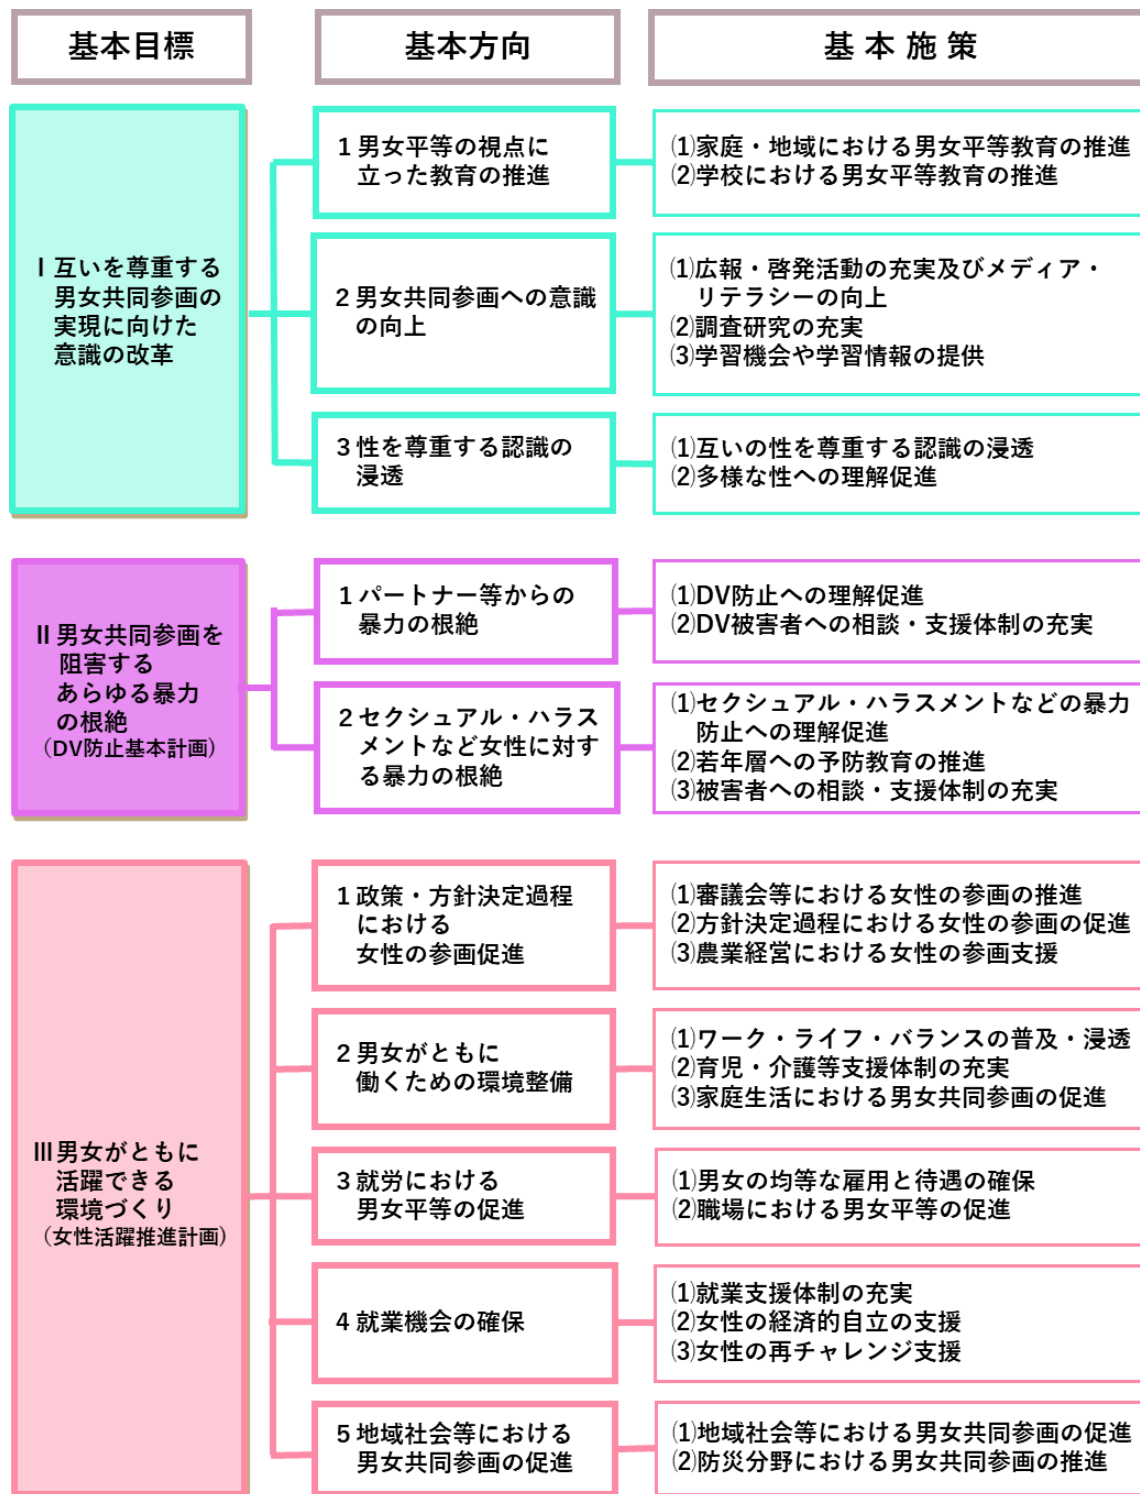 基本目標
基本方向
基本施策
Ⅰ互いを尊重する
男女共同参画の
実現に向けた
意識の改革
1 男女平等の視点に
立った教育の推進
⑴家庭・地域における男女平等教育の推進
⑵学校における男女平等教育の推進
2 男女共同参画への意識
の向上
⑴広報・啓発活動の充実及びメディア・
リテラシーの向上
⑵調査研究の充実
⑶学習機会や学習情報の提供
3 性を尊重する認識の
浸透
⑴互いの性を尊重する認識の浸透
⑵多様な性への理解促進
Ⅱ男女共同参画を
阻害する
あらゆる暴力
の根絶
（DV防止基本計画）
1 パートナー等からの
暴力の根絶
⑴DV防止への理解促進
⑵DV被害者への相談・支援体制の充実
2 セクシュアル・ハラス
メントなど女性に対す
る暴力の根絶
⑴セクシュアル・ハラスメントなどの暴力
防止への理解促進
⑵若年層への予防教育の推進
⑶被害者への相談・支援体制の充実
Ⅲ男女がともに
活躍できる
環境づくり
（女性活躍推進計画）
1 政策・方針決定過程
における
女性の参画促進
⑴審議会等における女性の参画の推進
⑵方針決定過程における女性の参画の促進
⑶農業経営における女性の参画支援
2 男女がともに
働くための環境整備
⑴ワーク・ライフ・バランスの普及・浸透
⑵育児・介護等支援体制の充実
⑶家庭生活における男女共同参画の促進
3 就労における
男女平等の促進
⑴男女の均等な雇用と待遇の確保
⑵職場における男女平等の促進
4 就業機会の確保
⑴就業支援体制の充実
⑵女性の経済的自立の支援
⑶女性の再チャレンジ支援
5 地域社会等における
男女共同参画の促進
⑴地域社会等における男女共同参画の促進
⑵防災分野における男女共同参画の推進